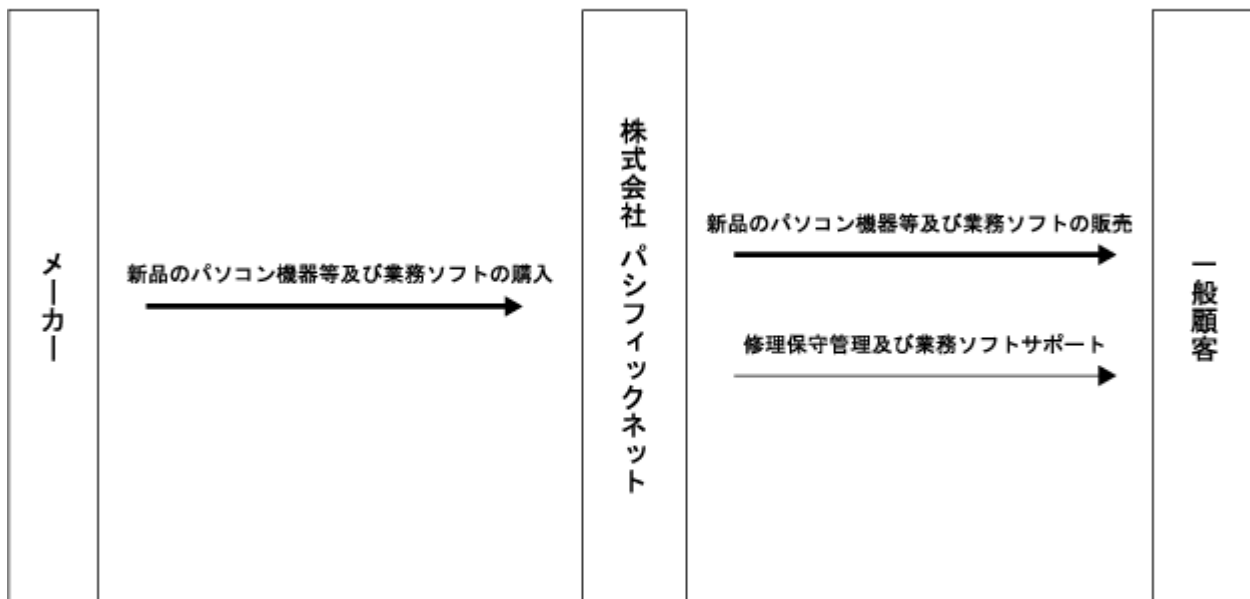 メーカー
新品のパソコン機器等及び業務ソフトの購入
株式会社 パシフィックネット
新品のパソコン機器等及び業務ソフトの販売
修理保守管理及び業務ソフトサポート
一般顧客